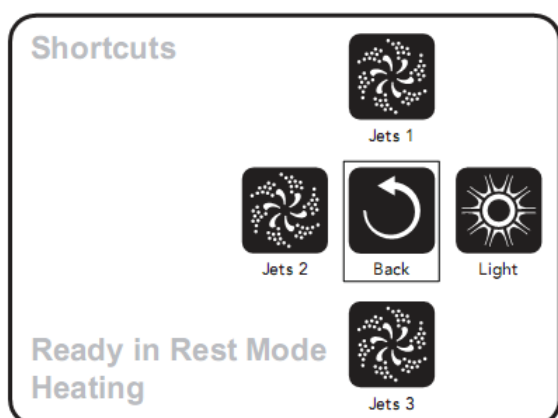 Shortcuts
Jets 1
Jets 2 Back Light
Ready in Rest Mode
Heating
Jets 3